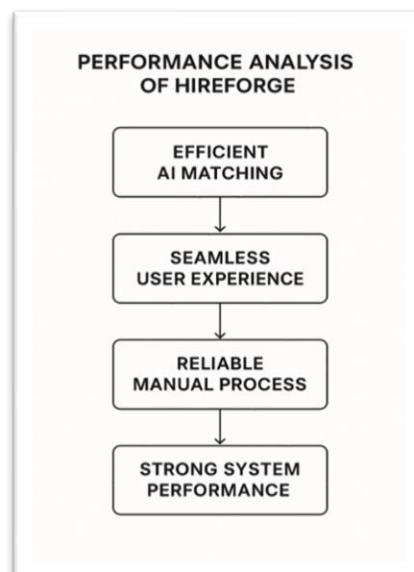 PERFORMANCE ANALYSIS
OF HIREFORGE
EFFICIENT
AI MATCHING
SEAMLESS
USER EXPERIENCE
RELIABLE
MANUAL PROCESS
STRONG SYSTEM
PERFORMANCE